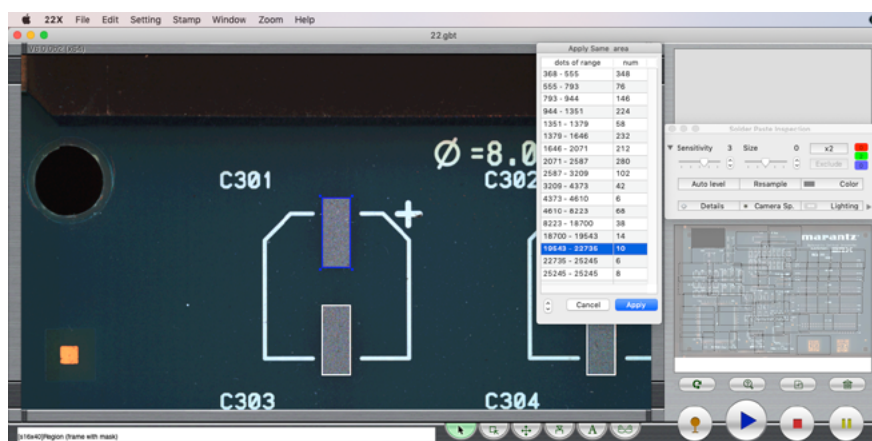 22X File Edit Setting Stamp Window Zoom Help
22.gbt
Apply Same area
dots of range num
368 - 555 348
555 - 793 76
793 - 944 146
944 - 1351 224
1351 - 1379 58
1379 - 1646 232
1646 - 2071 212
2071 - 2587 280
2587 - 3209 102
3209 - 4373 42
4373 - 4610 6
4610 - 8223 68
8223 - 18700 38
18700 - 19543 14
19543 - 22735 10
22735 - 25245 6
25245 - 25245 8
Cancel Apply
Ø =8.0
C301 C302
C303 C304
Solder Paste Inspection
Sensitivity 3 Size 0 x2
Exclude
Auto level Resample Color
Details Camera Sp. Lighting
marantz
[s16x40]Region (frame with mask)
A